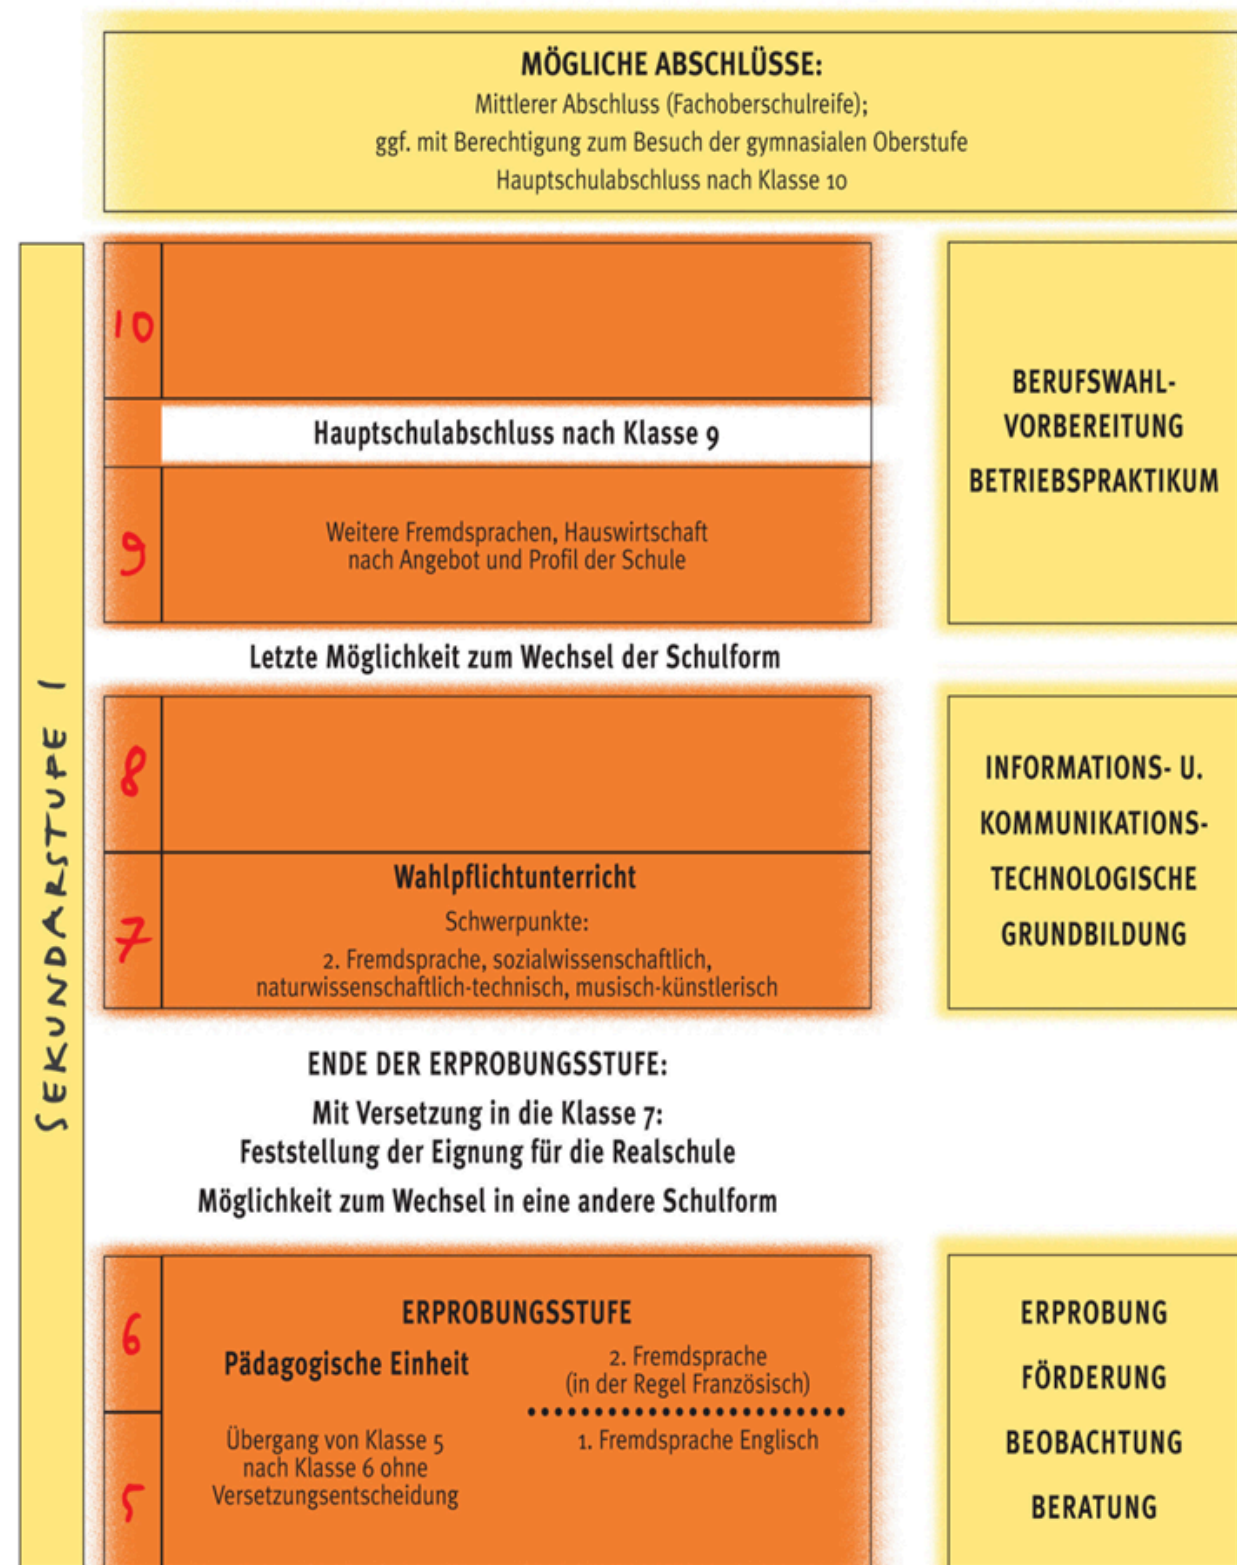 MÖGLICHE ABSCHLÜSSE:
Mittlerer Abschluss (Fachoberschulreife);
ggf. mit Berechtigung zum Besuch der gymnasialen Oberstufe
Hauptschulabschluss nach Klasse 10
SEKUNDARSTUFE I
10
Hauptschulabschluss nach Klasse 9
9
Weitere Fremdsprachen, Hauswirtschaft
nach Angebot und Profil der Schule
BERUFSWAHL-
VORBEREITUNG
BETRIEBSPRAKTIKUM
Letzte Möglichkeit zum Wechsel der Schulform
8
7
Wahlpflichtunterricht
Schwerpunkte:
2. Fremdsprache, sozialwissenschaftlich,
naturwissenschaftlich-technisch, musisch-künstlerisch
INFORMATIONS- U.
KOMMUNIKATIONS-
TECHNOLOGISCHE
GRUNDBILDUNG
ENDE DER ERPROBUNGSSTUFE:
Mit Versetzung in die Klasse 7:
Feststellung der Eignung für die Realschule
Möglichkeit zum Wechsel in eine andere Schulform
6
5
ERPROBUNGSSTUFE
Pädagogische Einheit
Übergang von Klasse 5
nach Klasse 6 ohne
Versetzungsentscheidung
2. Fremdsprache
(in der Regel Französisch)
1. Fremdsprache Englisch
ERPROBUNG
FÖRDERUNG
BEOBACHTUNG
BERATUNG